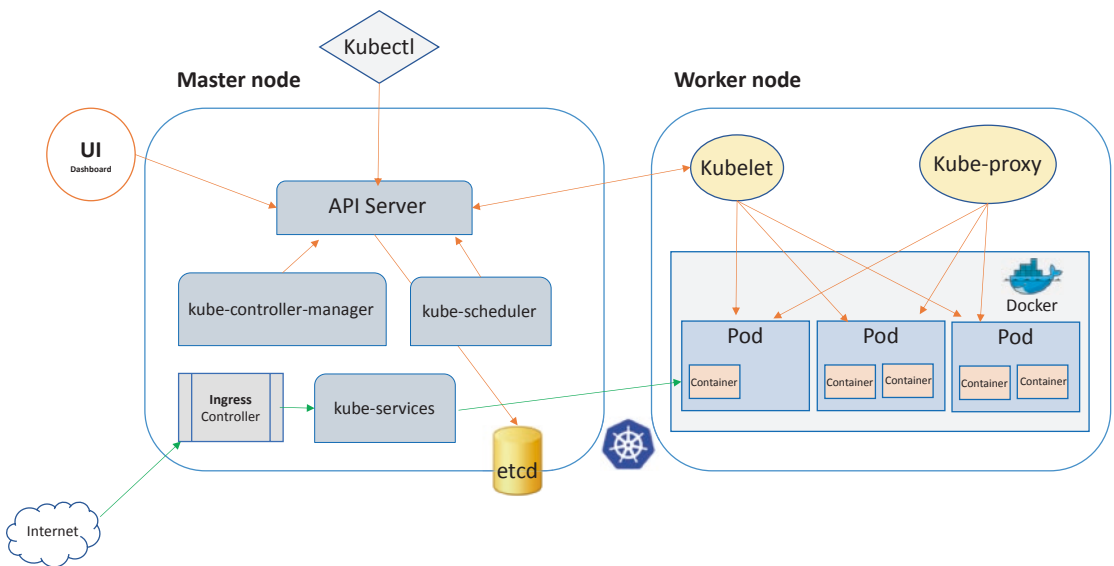 Kubectl
Master node
Worker node
UI
Dashboard
Kubelet
Kube-proxy
API Server
kube-controller-manager
kube-scheduler
Docker
Pod
Pod
Pod
Container
Container
Container
Container
Container
Ingress
Controller
kube-services
etcd
Internet